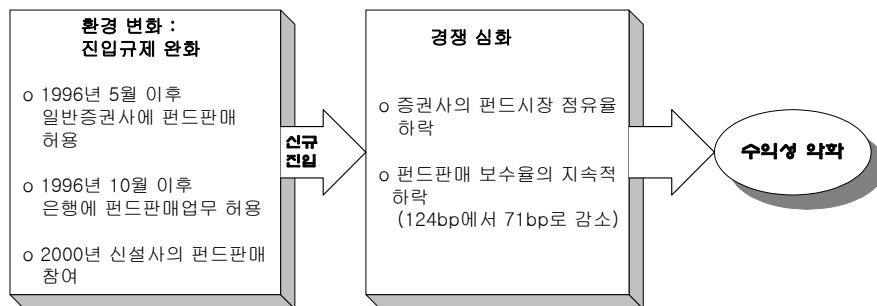 환경 변화 :
진입규제 완화
o 1996년 5월 이후
일반증권사에 펀드판매
허용
o 1996년 10월 이후
은행에 펀드판매업무 허용
o 2000년 신설사의 펀드판매
참여
신규
진입
경쟁 심화
o 증권사의 펀드시장 점유율
하락
o 펀드판매 보수율의 지속적
하락
(124bp에서 71bp로 감소)
수익성 악화